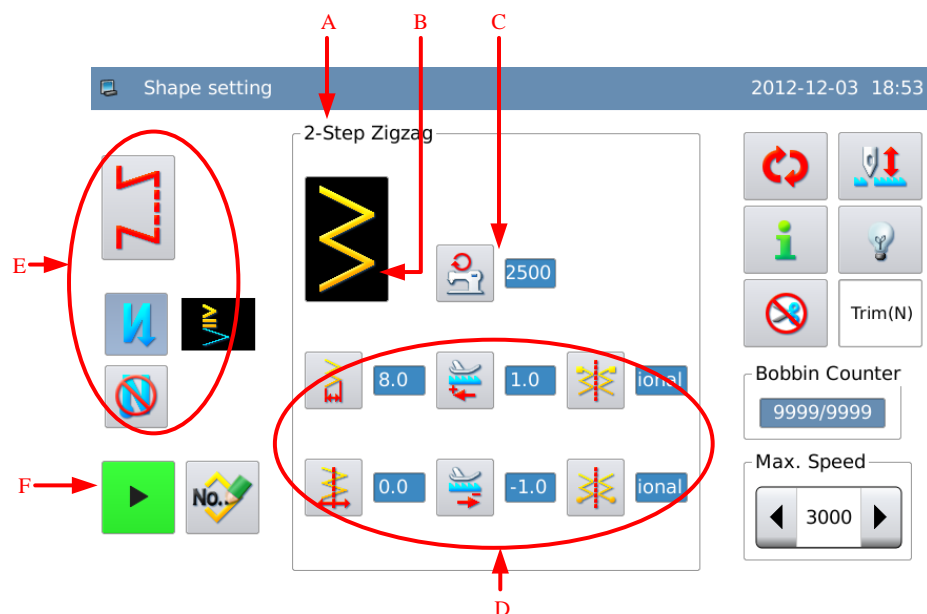 A
B
C
Shape setting
2012-12-03 18:53
2-Step Zigzag
E
2500
Trim(N)
8.0
1.0
ional
Bobbin Counter
9999/9999
F
No.
0.0
-1.0
ional
Max. Speed
3000
D